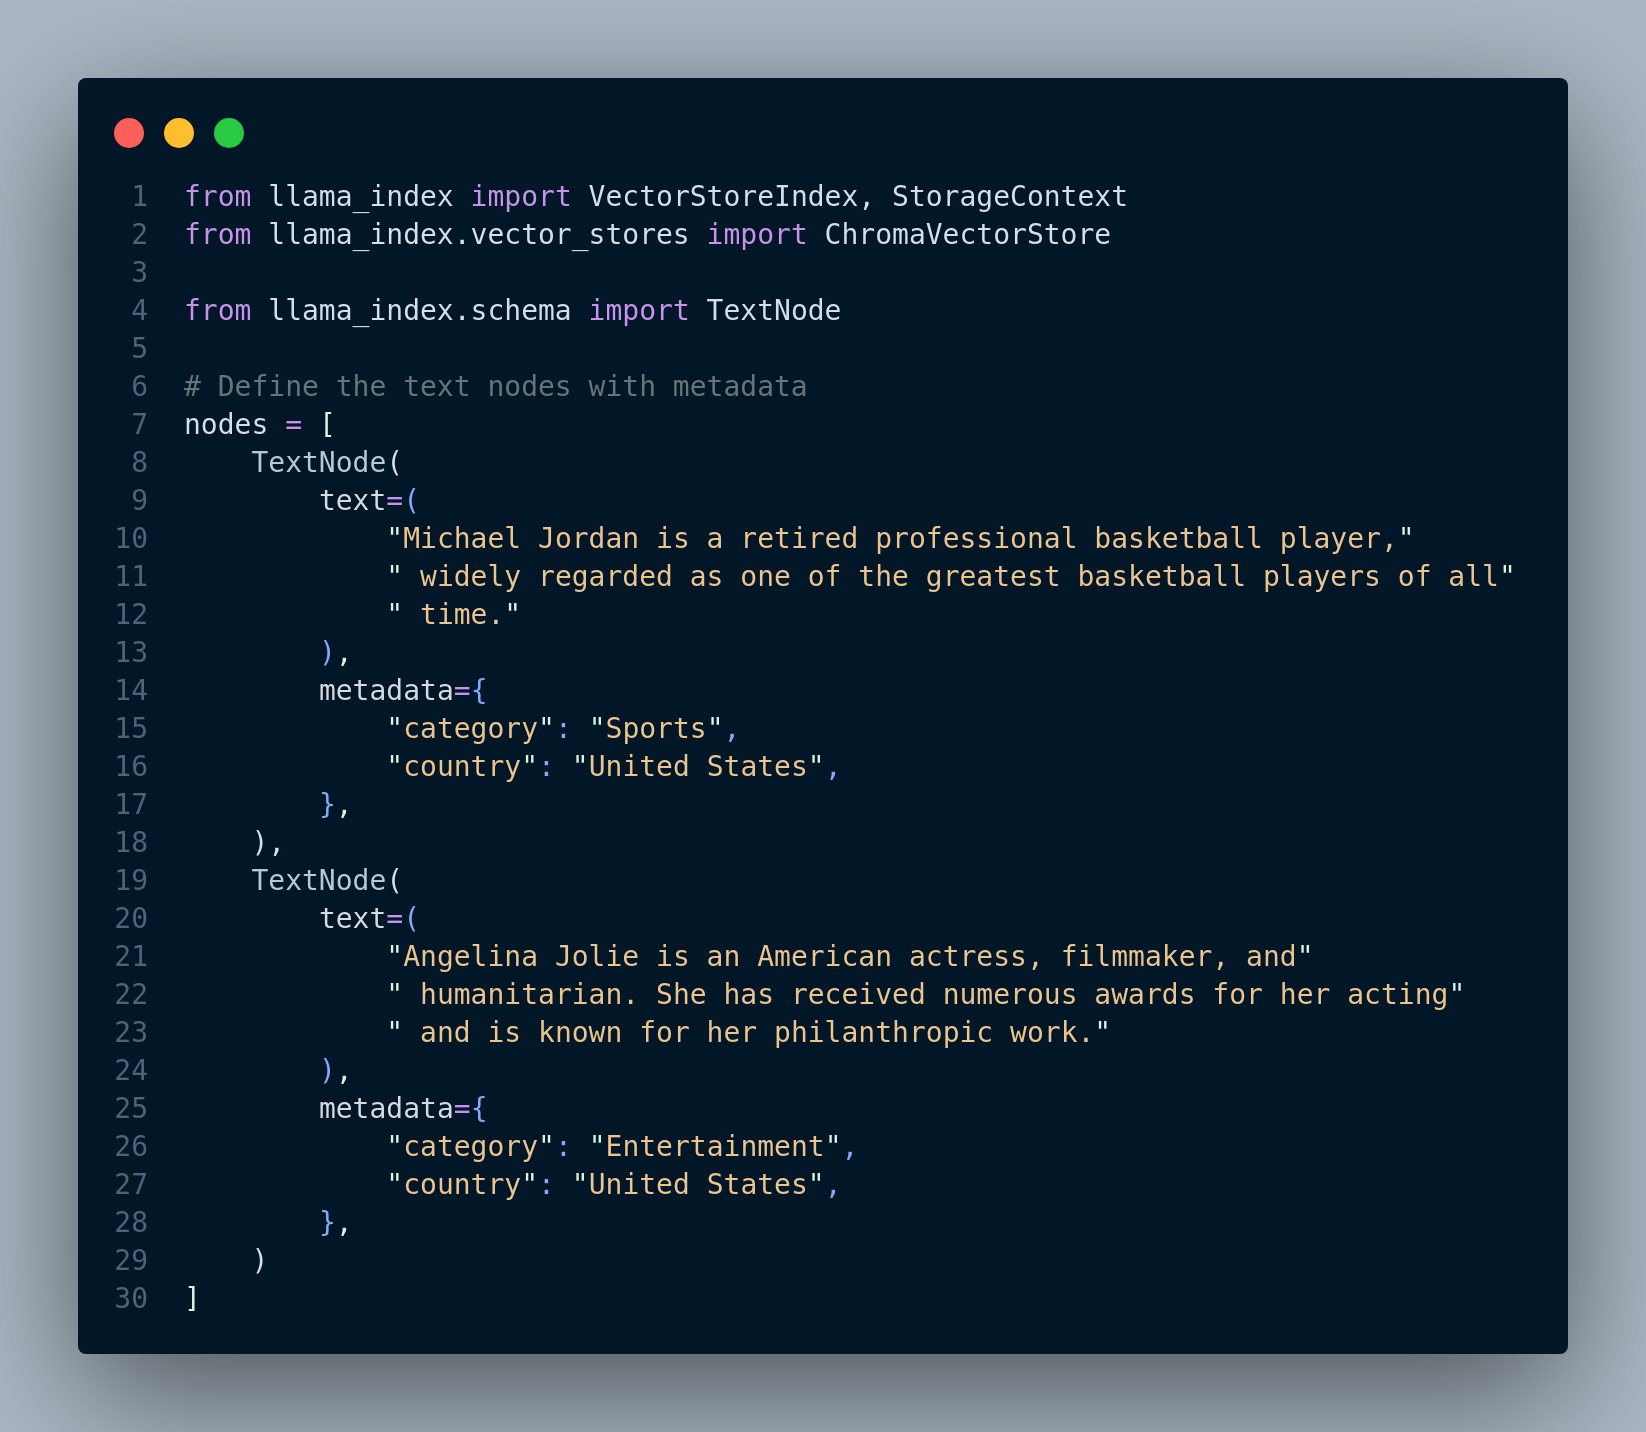 1 from llama_index import VectorStoreIndex, StorageContext
2 from llama_index.vector_stores import ChromaVectorStore
3
4 from llama_index.schema import TextNode
5
6 # Define the text nodes with metadata
7 nodes = [
8     TextNode(
9         text=(
10             "Michael Jordan is a retired professional basketball player,"
11             " widely regarded as one of the greatest basketball players of all"
12             " time."
13         ),
14         metadata={
15             "category": "Sports",
16             "country": "United States",
17         },
18     ),
19     TextNode(
20         text=(
21             "Angelina Jolie is an American actress, filmmaker, and"
22             " humanitarian. She has received numerous awards for her acting"
23             " and is known for her philanthropic work."
24         ),
25         metadata={
26             "category": "Entertainment",
27             "country": "United States",
28         },
29     )
30 ]